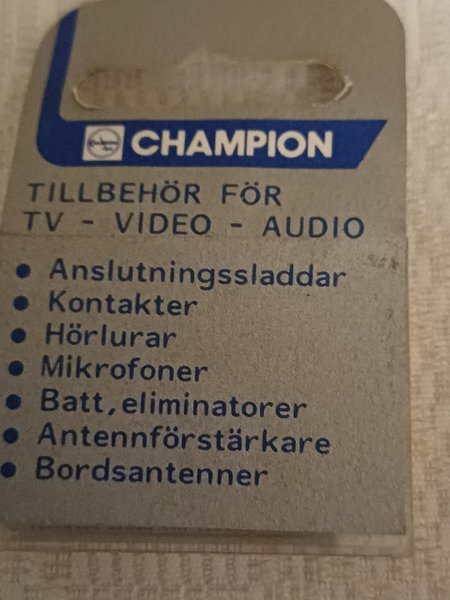 CHAMPION
TILLBEHÖR FÖR
TV - VIDEO - AUDIO
• Anslutningssladdar
• Kontakter
• Hörlurar
• Mikrofoner
• Batt,eliminatorer
• Antennförstärkare
• Bordsantenner